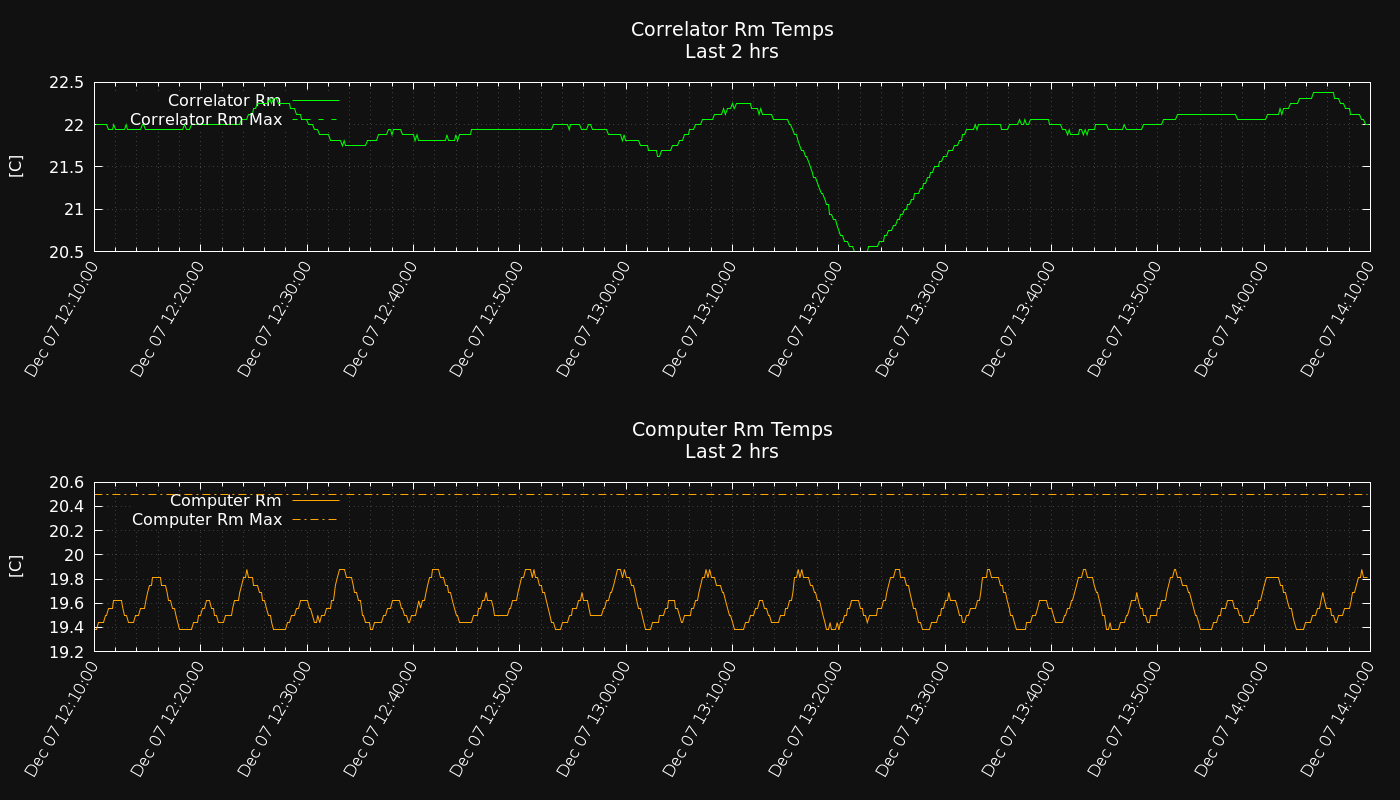 Correlator Rm Temps
Last 2 hrs
22.5
22
21.5
21
20.5
[C]
Correlator Rm
Correlator Rm Max
Dec 07 12:10:00
Dec 07 12:20:00
Dec 07 12:30:00
Dec 07 12:40:00
Dec 07 12:50:00
Dec 07 13:00:00
Dec 07 13:10:00
Dec 07 13:20:00
Dec 07 13:30:00
Dec 07 13:40:00
Dec 07 13:50:00
Dec 07 14:00:00
Dec 07 14:10:00
Computer Rm Temps
Last 2 hrs
20.6
20.4
20.2
20
19.8
19.6
19.4
19.2
[C]
Computer Rm
Computer Rm Max
Dec 07 12:10:00
Dec 07 12:20:00
Dec 07 12:30:00
Dec 07 12:40:00
Dec 07 12:50:00
Dec 07 13:00:00
Dec 07 13:10:00
Dec 07 13:20:00
Dec 07 13:30:00
Dec 07 13:40:00
Dec 07 13:50:00
Dec 07 14:00:00
Dec 07 14:10:00